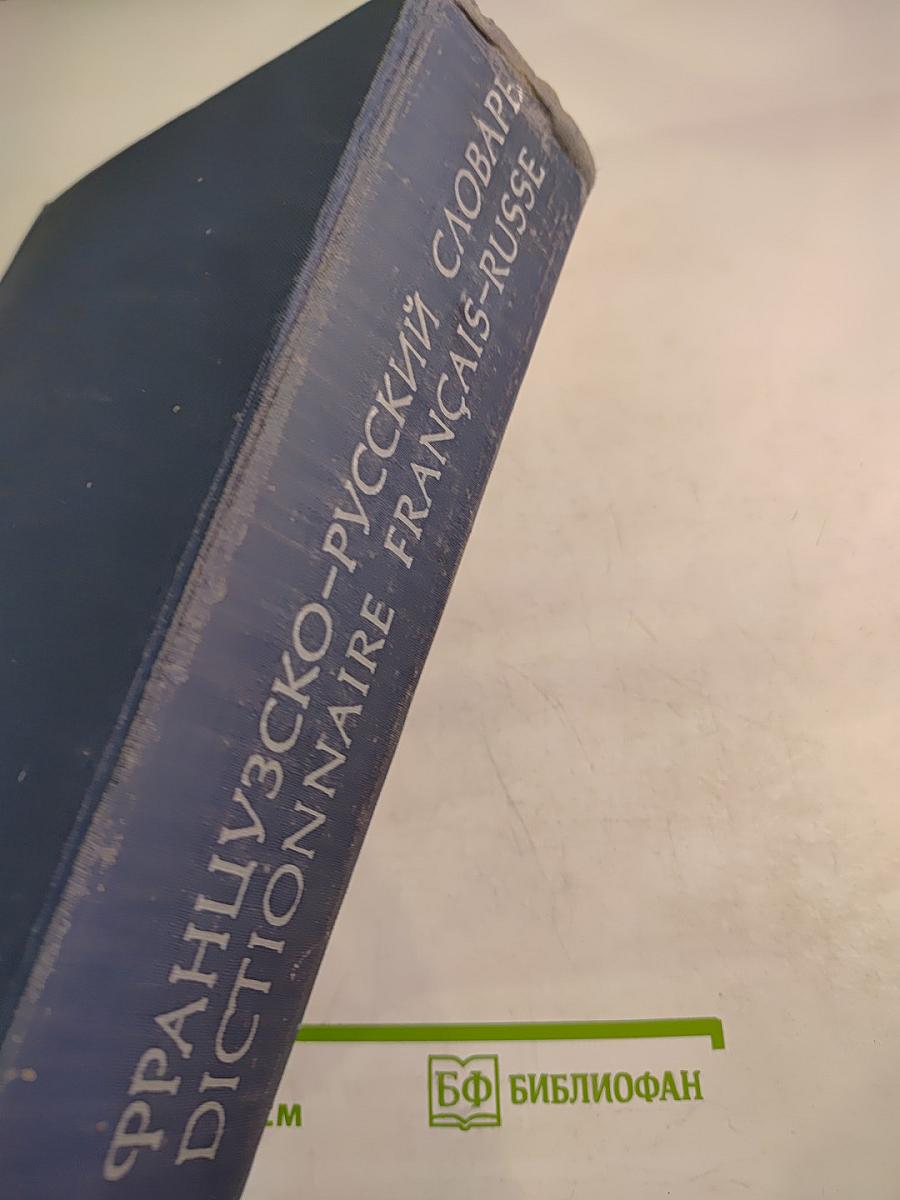 ФРАНЦУЗСКО-РУССКИЙ СЛОВАРЬ
DICTIONNAIRE FRANÇAIS-RUSSE
БФ БИБЛИОФАН